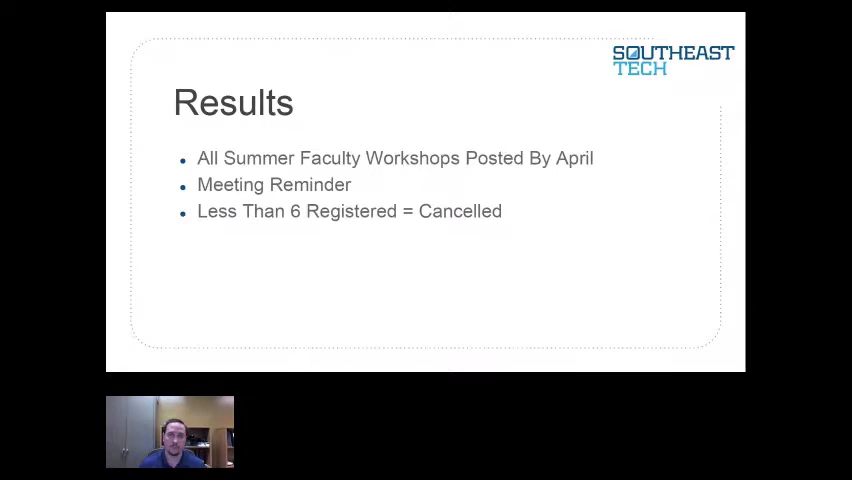 SOUTHEAST
TECH
Results
All Summer Faculty Workshops Posted By April
Meeting Reminder
Less Than 6 Registered = Cancelled